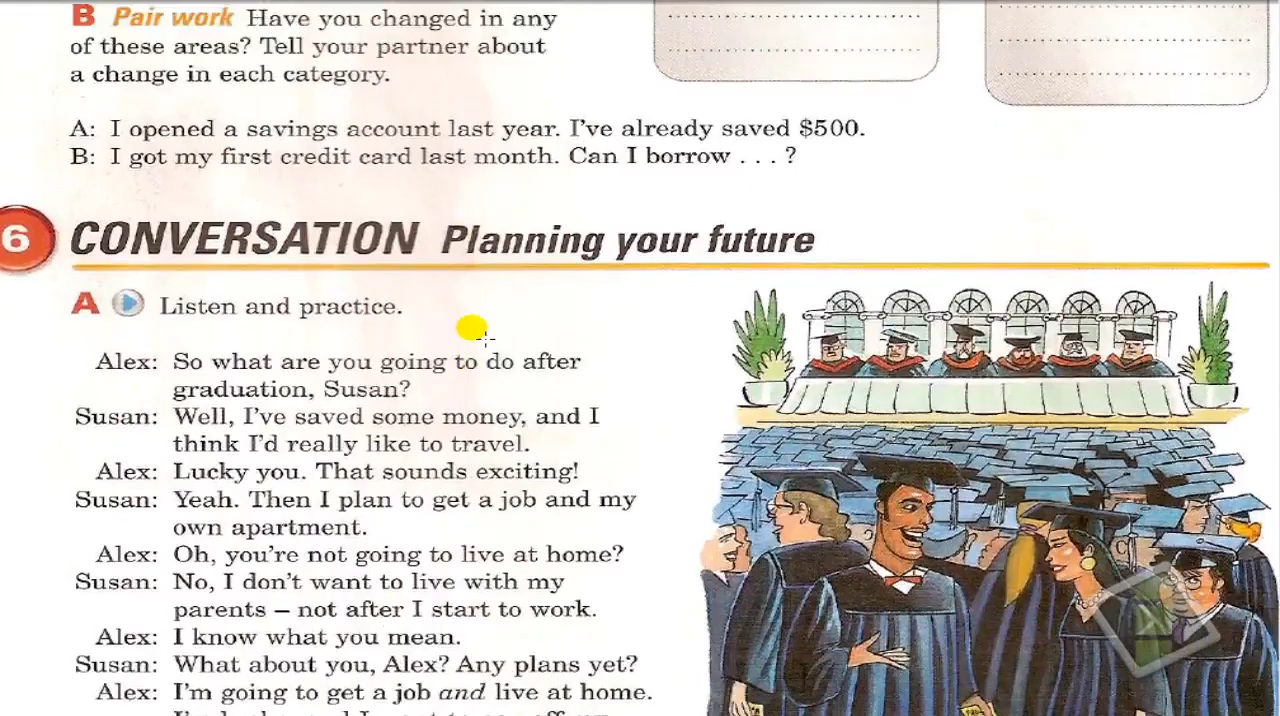 B Pair work Have you changed in any
of these areas? Tell your partner about
a change in each category.
A: I opened a savings account last year. I've already saved $500.
B: I got my first credit card last month. Can I borrow . . . ?
6 CONVERSATION Planning your future
A Listen and practice.
Alex: So what are you going to do after
graduation, Susan?
Susan: Well, I've saved some money, and I
think I'd really like to travel.
Alex: Lucky you. That sounds exciting!
Susan: Yeah. Then I plan to get a job and my
own apartment.
Alex: Oh, you're not going to live at home?
Susan: No, I don't want to live with my
parents – not after I start to work.
Alex: I know what you mean.
Susan: What about you, Alex? Any plans yet?
Alex: I'm going to get a job and live at home.